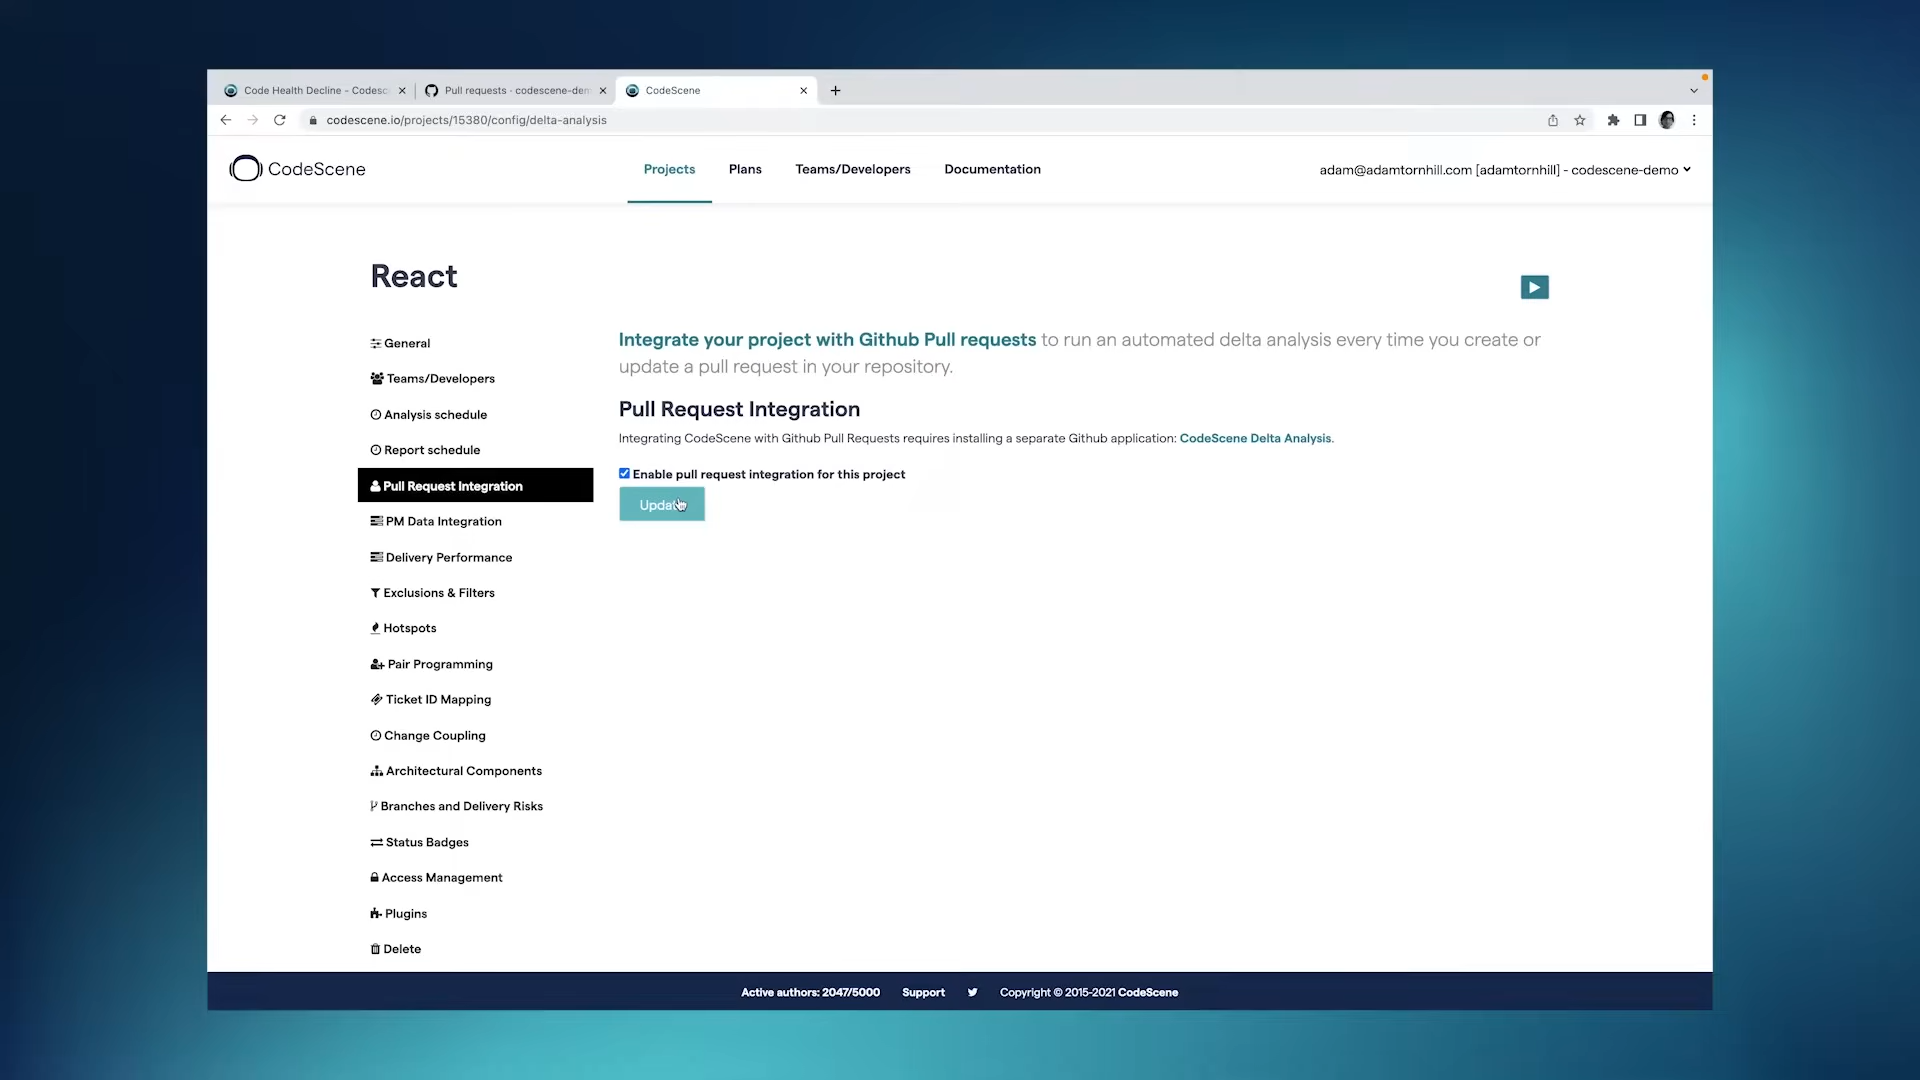 Code Health Decline - Codesc
Pull requests · codescene-dem
CodeScene
codescene.io/projects/15380/config/delta-analysis
CodeScene
Projects
Plans
Teams/Developers
Documentation
adam@adamtornhill.com [adamtornhill] - codescene-demo
React
General
Teams/Developers
Analysis schedule
Report schedule
Pull Request Integration
PM Data Integration
Delivery Performance
Exclusions & Filters
Hotspots
Pair Programming
Ticket ID Mapping
Change Coupling
Architectural Components
Branches and Delivery Risks
Status Badges
Access Management
Plugins
Delete
Integrate your project with Github Pull requests to run an automated delta analysis every time you create or
update a pull request in your repository.
Pull Request Integration
Integrating CodeScene with Github Pull Requests requires installing a separate Github application: CodeScene Delta Analysis.
Enable pull request integration for this project
Update
Active authors: 2047/5000
Support
Copyright © 2015-2021 CodeScene